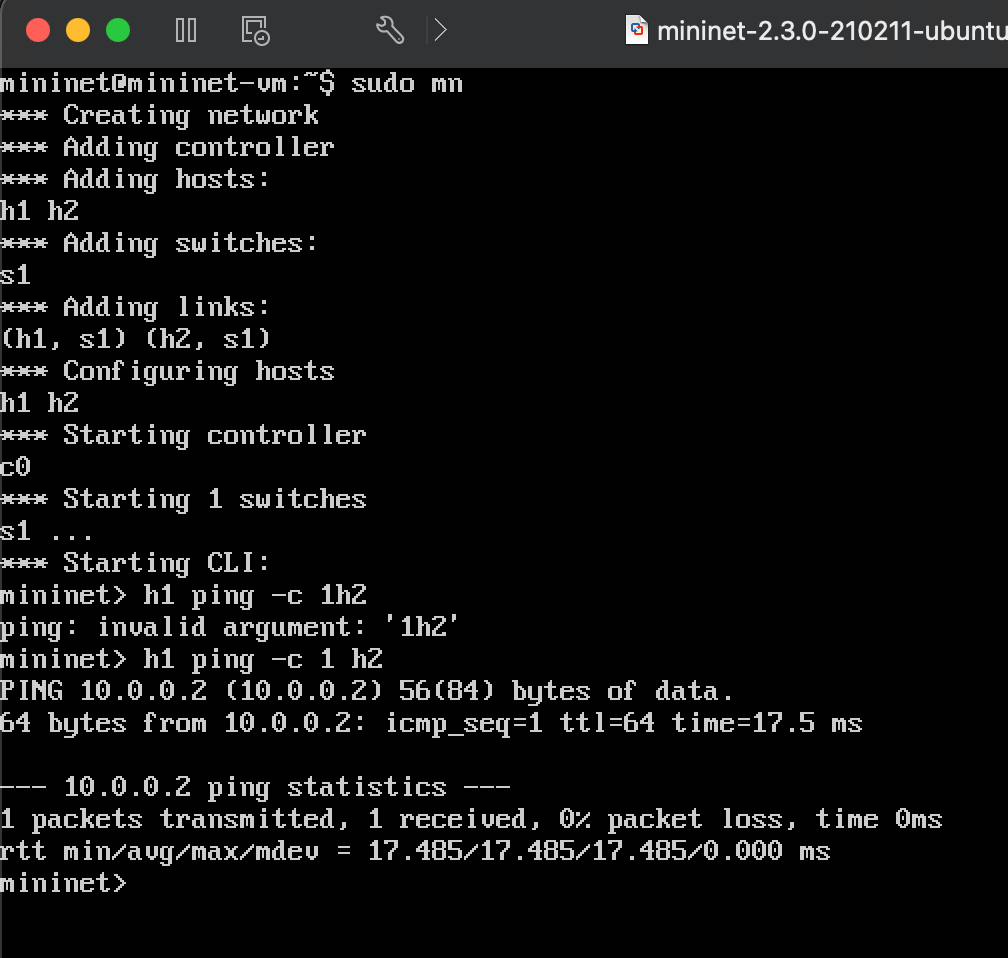 mininet-2.3.0-210211-ubuntu
mininet@mininet-vm:~$ sudo mn
*** Creating network
*** Adding controller
*** Adding hosts:
h1 h2
*** Adding switches:
s1
*** Adding links:
(h1, s1) (h2, s1)
*** Configuring hosts
h1 h2
*** Starting controller
c0
*** Starting 1 switches
s1 ...
*** Starting CLI:
mininet> h1 ping -c 1h2
ping: invalid argument: '1h2'
mininet> h1 ping -c 1 h2
PING 10.0.0.2 (10.0.0.2) 56(84) bytes of data.
64 bytes from 10.0.0.2: icmp_seq=1 ttl=64 time=17.5 ms
--- 10.0.0.2 ping statistics ---
1 packets transmitted, 1 received, 0% packet loss, time 0ms
rtt min/avg/max/mdev = 17.485/17.485/17.485/0.000 ms
mininet>